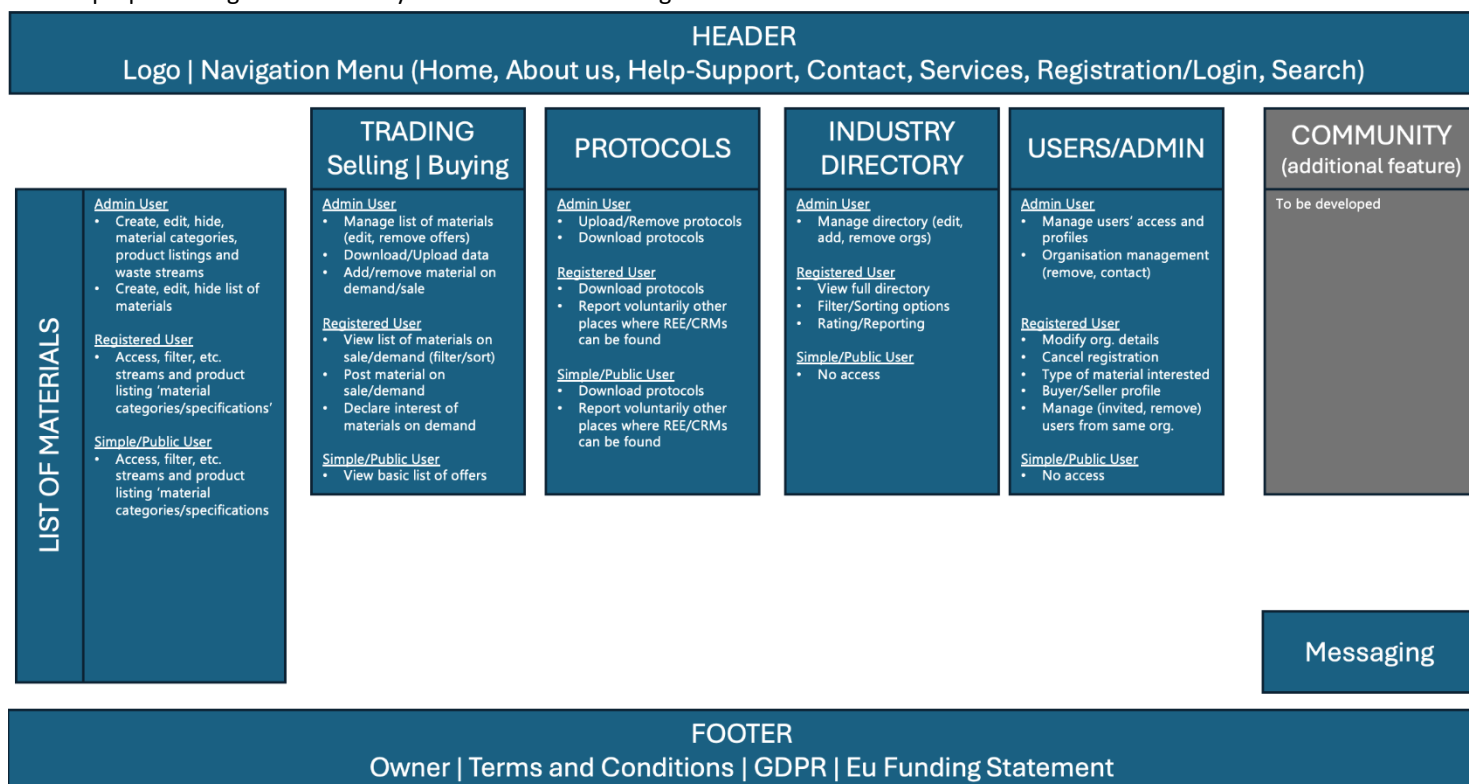 HEADER
Logo | Navigation Menu (Home, About us, Help-Support, Contact, Services, Registration/Login, Search)
LIST OF MATERIALS
Admin User
• Create, edit, hide,
material categories,
product listings and
waste streams
• Create, edit, hide list of
materials
Registered User
• Access, filter, etc.
streams and product
listing ‘material
categories/specifications’
Simple/Public User
• Access, filter, etc.
streams and product
listing ‘material
categories/specifications
TRADING
Selling | Buying
Admin User
• Manage list of materials
(edit, remove offers)
• Download/Upload data
• Add/remove material on
demand/sale
Registered User
• View list of materials on
sale/demand (filter/sort)
• Post material on
sale/demand
• Declare interest of
materials on demand
Simple/Public User
• View basic list of offers
PROTOCOLS
Admin User
• Upload/Remove protocols
• Download protocols
Registered User
• Download protocols
• Report voluntarily other
places where REE/CRMs
can be found
Simple/Public User
• Download protocols
• Report voluntarily other
places where REE/CRMs
can be found
INDUSTRY
DIRECTORY
Admin User
• Manage directory (edit,
add, remove orgs)
Registered User
• View full directory
• Filter/Sorting options
• Rating/Reporting
Simple/Public User
• No access
USERS/ADMIN
Admin User
• Manage users’ access and
profiles
• Organisation management
(remove, contact)
Registered User
• Modify org. details
• Cancel registration
• Type of material interested
• Buyer/Seller profile
• Manage (invited, remove)
users from same org.
Simple/Public User
• No access
COMMUNITY
(additional feature)
To be developed
Messaging
FOOTER
Owner | Terms and Conditions | GDPR | Eu Funding Statement